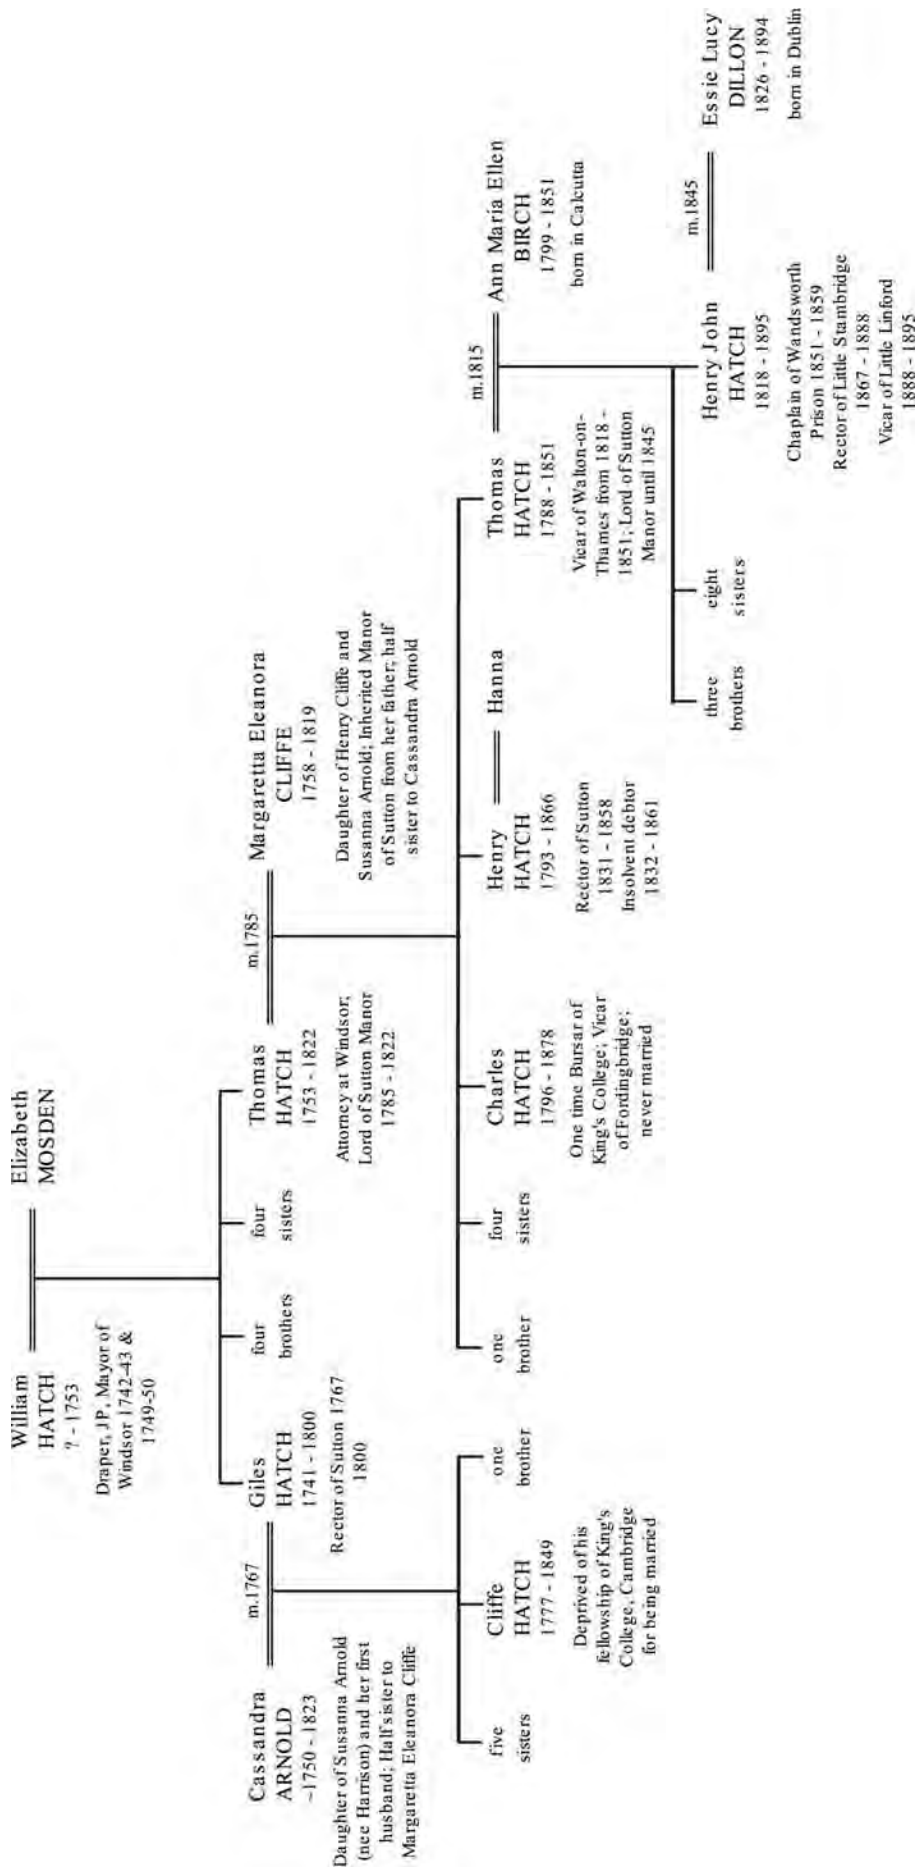 William
HATCH
? - 1753
Draper, JP, Mayor of
Windsor 1742-43 &
1749-50
Elizabeth
MOSDEN
Cassandra
ARNOLD
~1750 - 1823
Daughter of Susanna Arnold
(nee Harrison) and her first
husband; Half sister to
Margaretta Eleanora Cliffe
m.1767
Giles
HATCH
1741 - 1800
Rector of Sutton 1767-
1800
four
brothers
four
sisters
Thomas
HATCH
1753 - 1822
Attorney at Windsor;
Lord of Sutton Manor
1785 - 1822
m.1785
Margaretta Eleanora
CLIFFE
1758 - 1819
Daughter of Henry Cliffe and
Susanna Arnold; Inherited Manor
of Sutton from her father; half
sister to Cassandra Arnold
five
sisters
Cliffe
HATCH
1777 - 1849
Deprived of his
fellowship of King's
College, Cambridge
for being married
one
brother
one
brother
four
sisters
Charles
HATCH
1796 - 1878
One time Bursar of
King's College; Vicar
of Fordingbridge;
never married
Henry
HATCH
1793 - 1866
Rector of Sutton
1831 - 1858
Insolvent debtor
1832 - 1861
Hanna
Thomas
HATCH
1788 - 1851
Vicar of Walton-on-
Thames from 1818 -
1851; Lord of Sutton
Manor until 1845
m.1815
Ann Maria Ellen
BIRCH
1799 - 1851
born in Calcutta
three
brothers
eight
sisters
Henry John
HATCH
1818 - 1895
Chaplain of Wandsworth
Prison 1851 - 1859
Rector of Little Stambridge
1867 - 1888
Vicar of Little Linford
1888 - 1895
m.1845
Essie Lucy
DILLON
1826 - 1894
born in Dublin